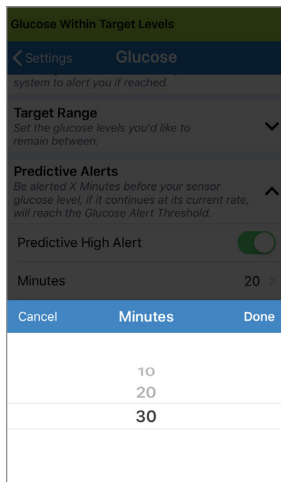 Glucose Within Target Levels
Settings Glucose
system to alert you if reached.
Target Range
Set the glucose levels you'd like to
remain between.
Predictive Alerts
Be alerted X Minutes before your sensor
glucose level, if it continues at its current rate,
will reach the Glucose Alert Threshold.
Predictive High Alert
Minutes 20
Cancel Minutes Done
10
20
30